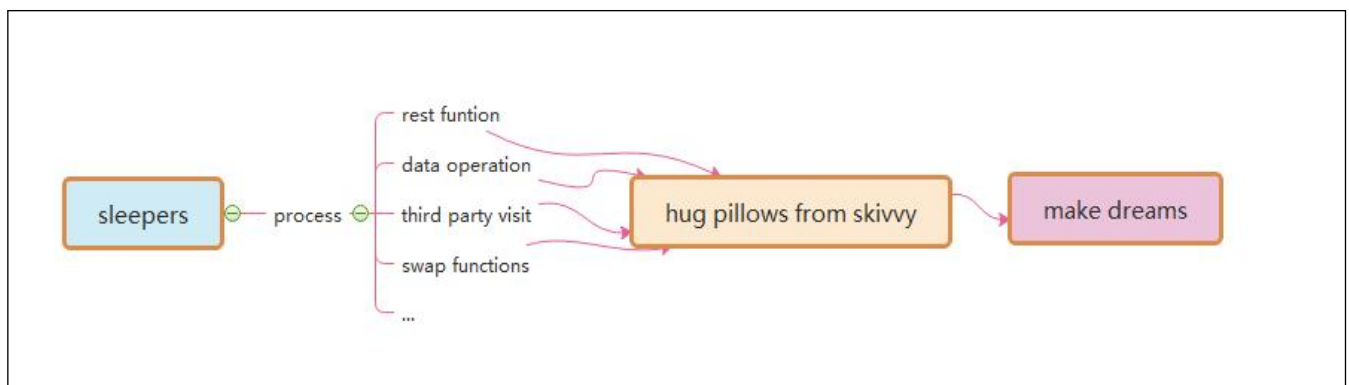 rest funtion
data operation
sleepers
process
third party visit
hug pillows from skivvy
make dreams
swap functions
...